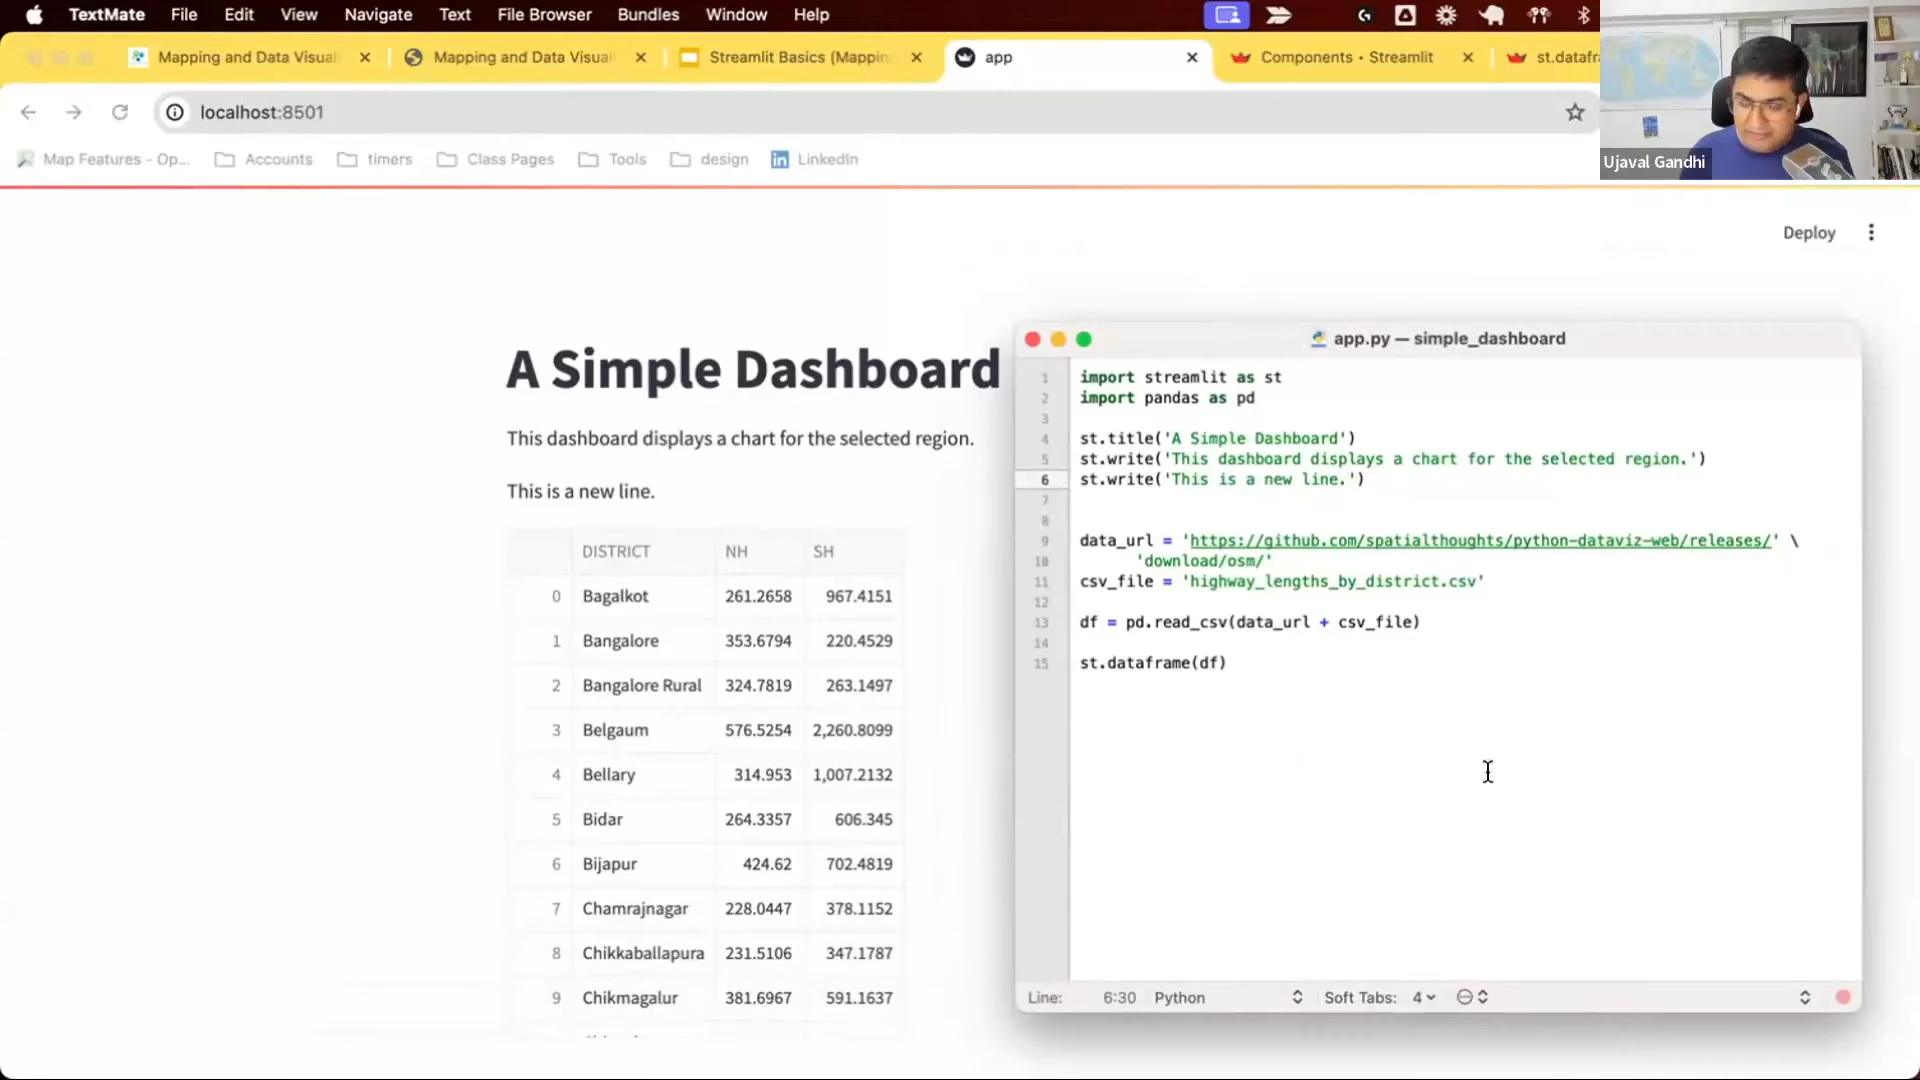 TextMate File Edit View Navigate Text File Browser Bundles Window Help
Mapping and Data Visual Mapping and Data Visual Streamlit Basics (Mappin app Components • Streamlit st.datafr
localhost:8501
Map Features - Op... Accounts timers Class Pages Tools design LinkedIn
Ujaval Gandhi
Deploy
A Simple Dashboard
This dashboard displays a chart for the selected region.
This is a new line.
DISTRICT NH SH
0 Bagalkot 261.2658 967.4151
1 Bangalore 353.6794 220.4529
2 Bangalore Rural 324.7819 263.1497
3 Belgaum 576.5254 2,260.8099
4 Bellary 314.953 1,007.2132
5 Bidar 264.3357 606.345
6 Bijapur 424.62 702.4819
7 Chamrajnagar 228.0447 378.1152
8 Chikkaballapura 231.5106 347.1787
9 Chikmagalur 381.6967 591.1637
app.py — simple_dashboard
1 import streamlit as st
2 import pandas as pd
3
4 st.title('A Simple Dashboard')
5 st.write('This dashboard displays a chart for the selected region.')
6 st.write('This is a new line.')
7
8
9 data_url = 'https://github.com/spatialthoughts/python-dataviz-web/releases/' \
10 'download/osm/'
11 csv_file = 'highway_lengths_by_district.csv'
12
13 df = pd.read_csv(data_url + csv_file)
14
15 st.dataframe(df)
Line: 6:30 Python Soft Tabs: 4